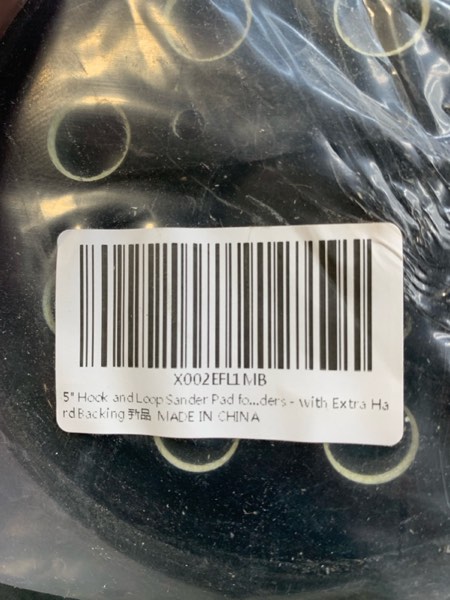 X002EFL1MB
5" Hook and Loop Sander Pad fo...ders - with Extra Ha
rd Backing 新品 MADE IN CHINA